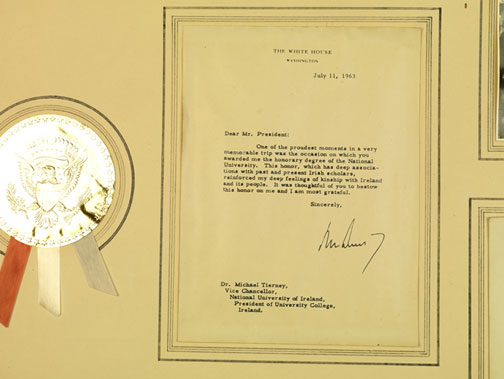 THE WHITE HOUSE
WASHINGTON
July 11, 1963
Dear Mr. President:
One of the proudest moments in a very
memorable trip was the occasion on which you
awarded me the honorary degree of the National
University. This honor, which has deep associa-
tions with past and present Irish scholars,
reinforced my deep feelings of kinship with Ireland
and its people. It was thoughtful of you to bestow
this honor on me and I am most grateful.
Sincerely,
Dr. Michael Tierney,
Vice Chancellor,
National University of Ireland,
President of University College,
Ireland.